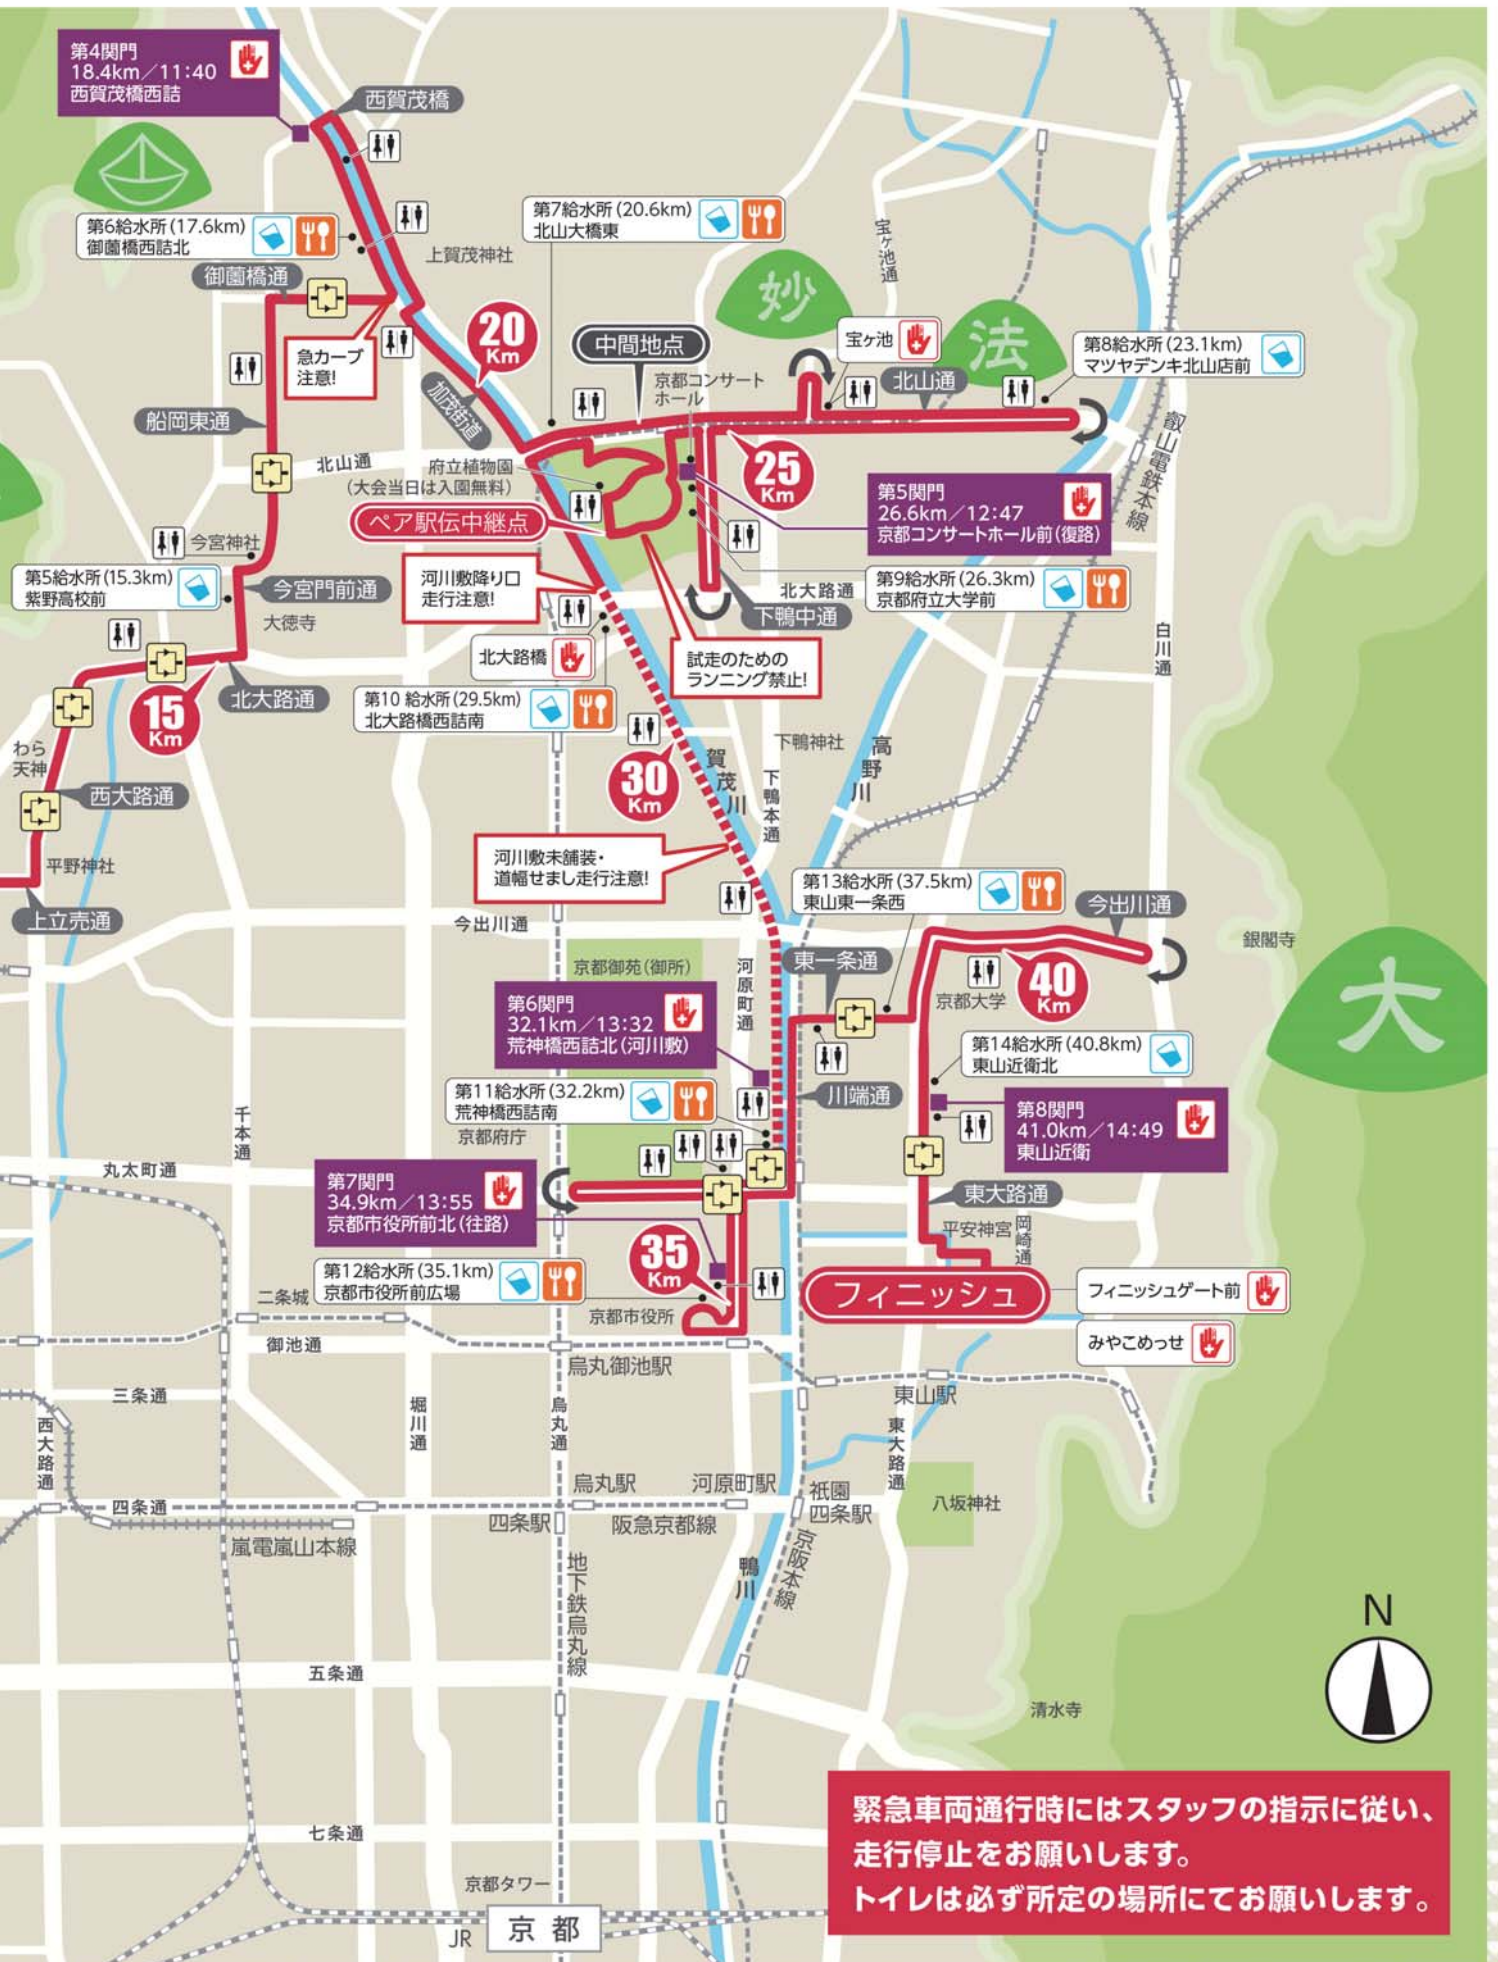 第4関門
18.4km／11:40
西賀茂橋西詰
西賀茂橋
第6給水所(17.6km)
御薗橋西詰北
御薗橋通
上賀茂神社
第7給水所(20.6km)
北山大橋東
宝ヶ池通
妙
法
20
Km
中間地点
宝ヶ池
第8給水所(23.1km)
マツヤデンキ北山店前
急カーブ
注意!
京都コンサート
ホール
北山通
加茂街道
船岡東通
叡山電鉄本線
北山通
府立植物園
(大会当日は入園無料)
25
Km
第5関門
26.6km／12:47
京都コンサートホール前(復路)
ペア駅伝中継点
今宮神社
第5給水所(15.3km)
紫野高校前
今宮門前通
河川敷降り口
走行注意!
北大路通
第9給水所(26.3km)
京都府立大学前
下鴨中通
大徳寺
白川通
北大路橋
試走のための
ランニング禁止!
15
Km
北大路通
第10 給水所(29.5km)
北大路橋西詰南
わら
天神
30
Km
賀茂川
下鴨神社
高野川
下鴨本通
西大路通
平野神社
河川敷未舗装・
道幅せまし走行注意!
第13給水所(37.5km)
東山東一条西
今出川通
上立売通
今出川通
銀閣寺
京都御苑(御所)
河原町通
東一条通
40
Km
京都大学
大
第6関門
32.1km／13:32
荒神橋西詰北(河川敷)
第14給水所(40.8km)
東山近衛北
第11給水所(32.2km)
荒神橋西詰南
川端通
第8関門
41.0km／14:49
東山近衛
千本通
京都府庁
丸太町通
第7関門
34.9km／13:55
京都市役所前北(往路)
東大路通
平安神宮
岡崎通
35
Km
第12給水所(35.1km)
京都市役所前広場
フィニッシュ
フィニッシュゲート前
二条城
京都市役所
御池通
烏丸御池駅
みやこめっせ
三条通
東山駅
西大路通
堀川通
烏丸通
東大路通
烏丸駅
河原町駅
祇園
四条駅
八坂神社
四条通
四条駅
阪急京都線
嵐電嵐山本線
地下鉄烏丸線
鴨川
京阪本線
N
五条通
清水寺
七条通
緊急車両通行時にはスタッフの指示に従い、
走行停止をお願いします。
トイレは必ず所定の場所にてお願いします。
京都タワー
JR
京都